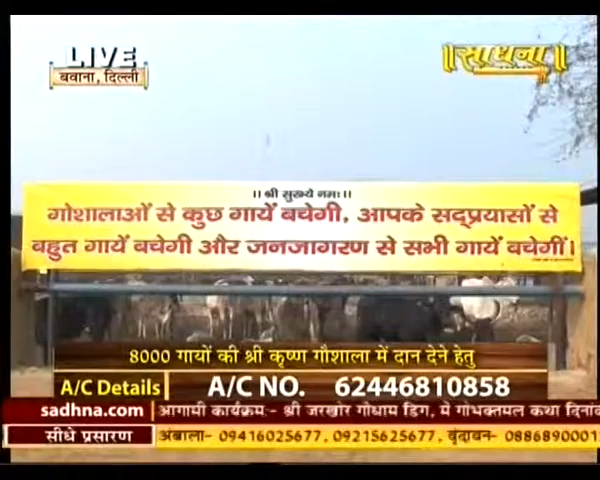 LIVE
बवाना, दिल्ली
॥साधना॥
।। श्री सुरभ्यै नमः ।।
गोशालाओं से कुछ गायें बचेगी, आपके सद्प्रयासों से
बहुत गायें बचेगी और जनजागरण से सभी गायें बचेगीं।
8000 गायों की श्री कृष्ण गौशाला में दान देने हेतु
A/C Details
A/C NO. 62446810858
sadhna.com
आगामी कार्यक्रम:- श्री जरखोर गौधाम डिग, में गोभक्तमल कथा दिनांक
सीधे प्रसारण
अंबाला:- 09416025677, 09215625677, वृंदावन:- 0886890001